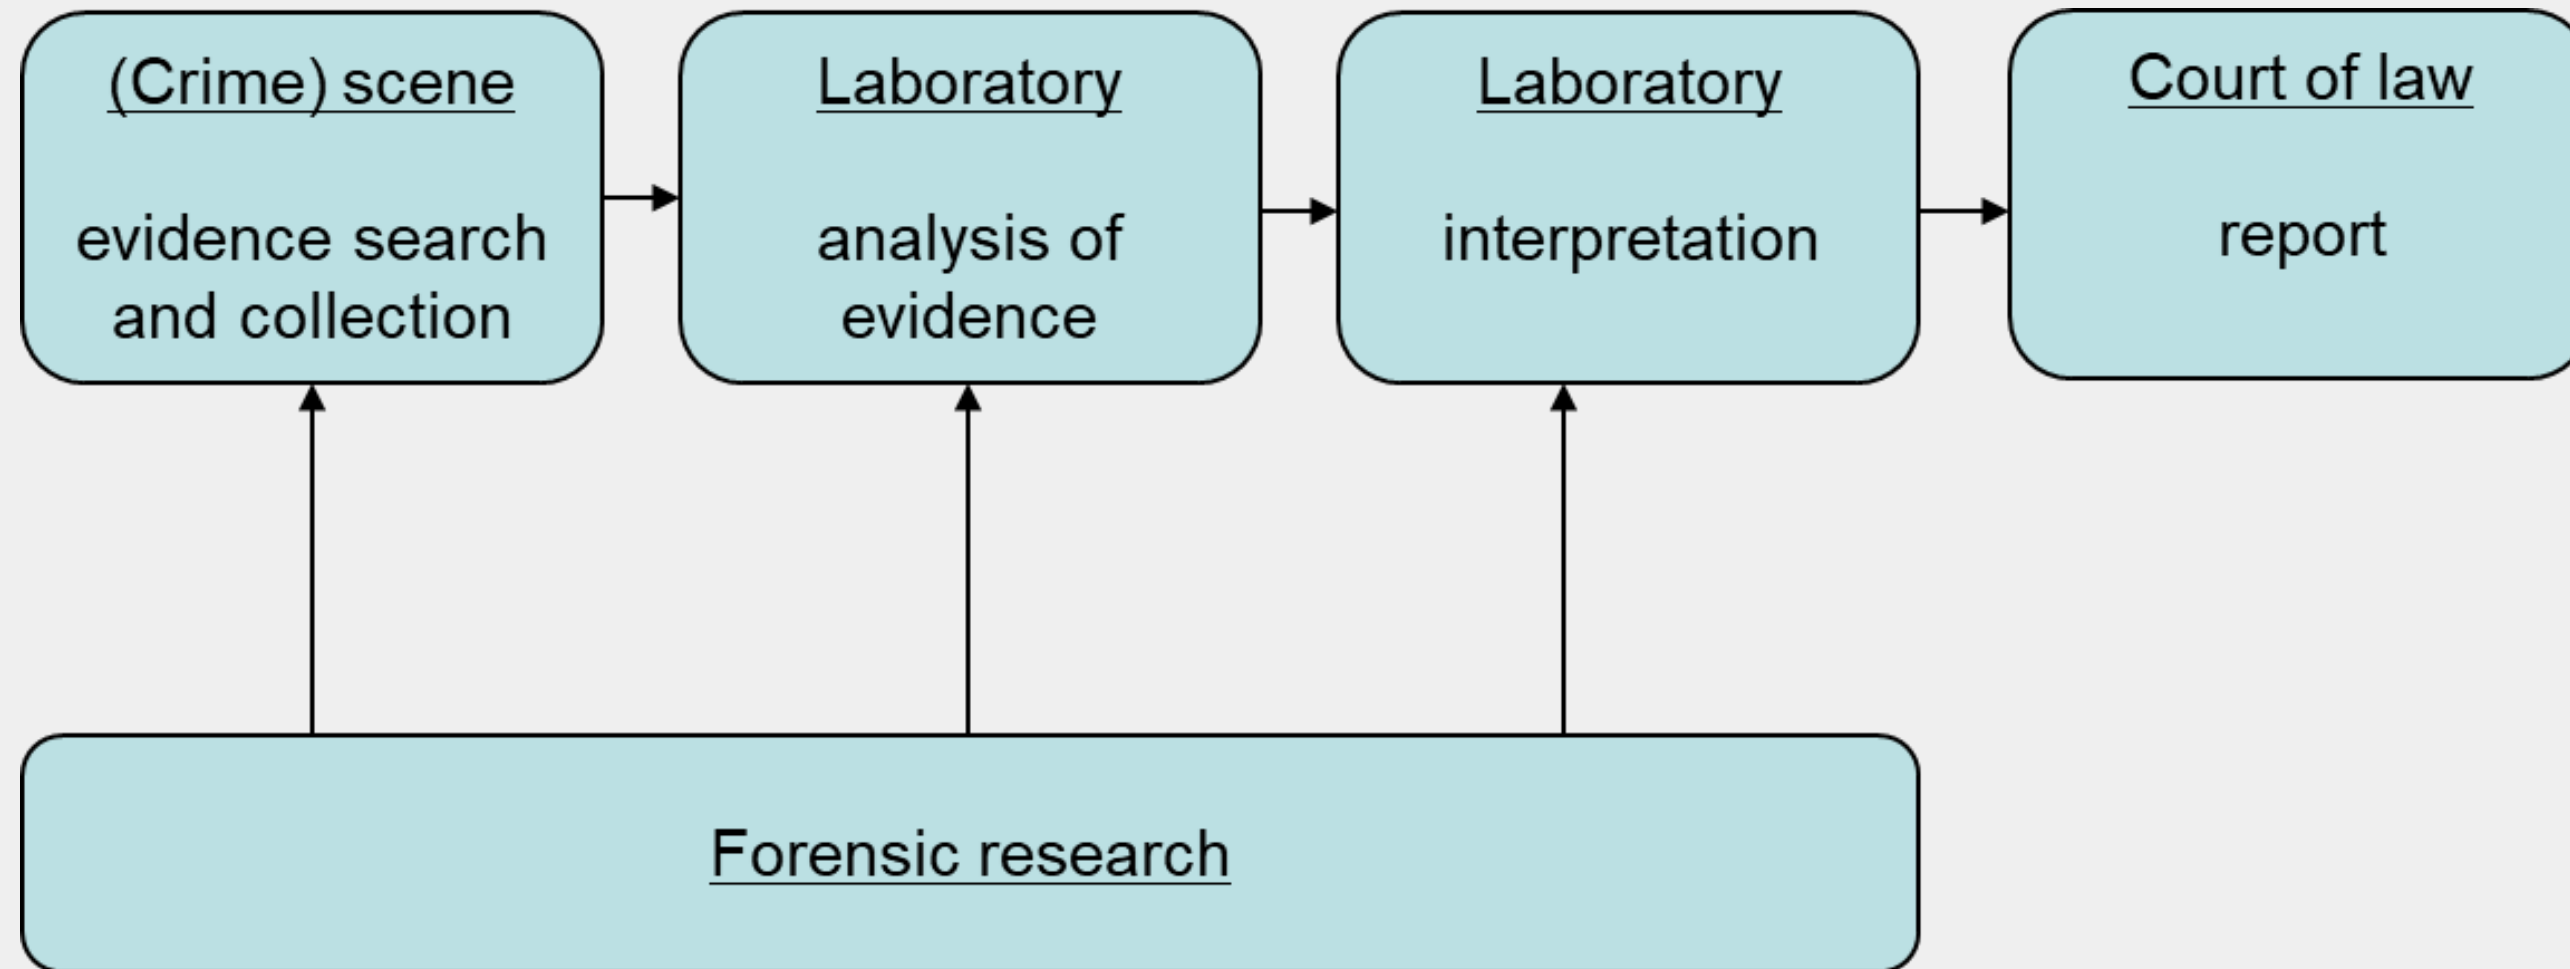 (Crime) scene
evidence search
and collection
Laboratory
analysis of
evidence
Laboratory
interpretation
Court of law
report
Forensic research